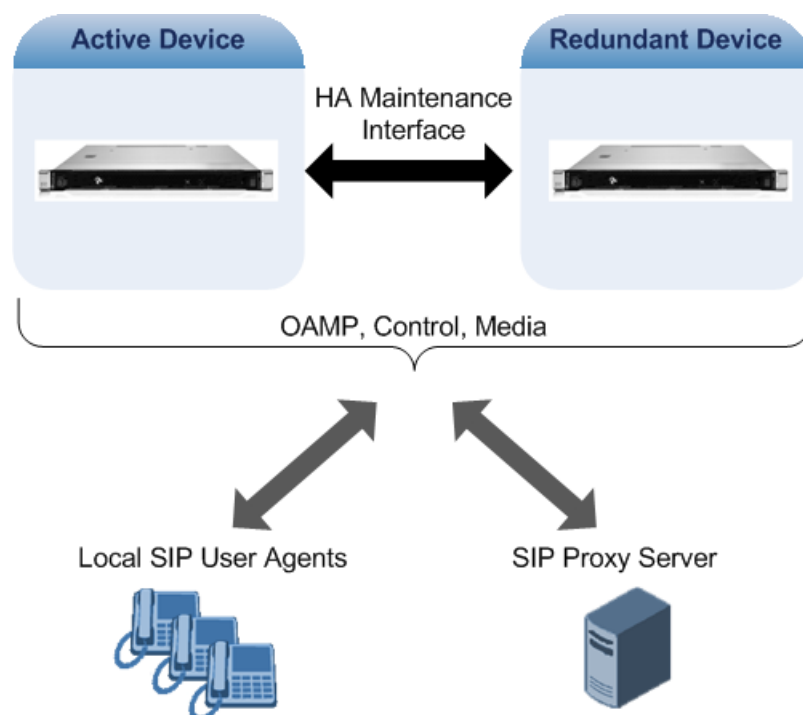 Active Device
Redundant Device
HA Maintenance
Interface
OAMP, Control, Media
Local SIP User Agents
SIP Proxy Server